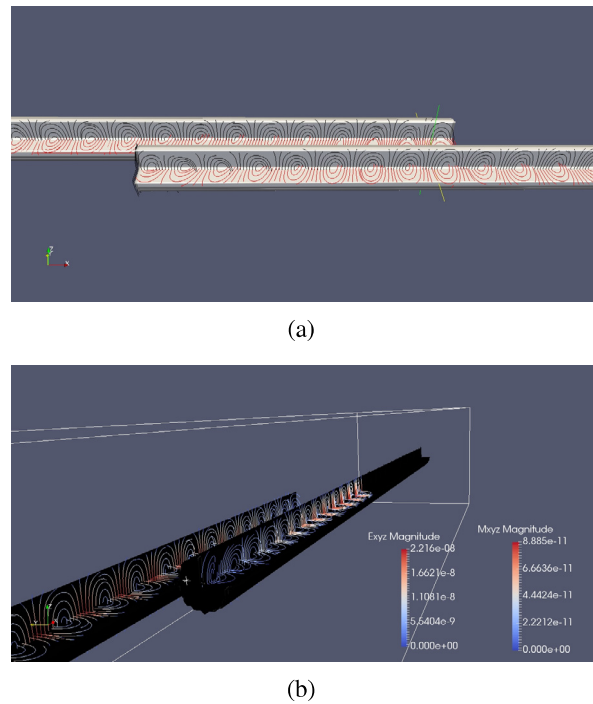 (a)
Exyz Magnitude
2.216e-08
1.6621e-8
1.1081e-8
5.5404e-9
0.000e+00
Mxyz Magnitude
8.885e-11
6.6636e-11
4.4424e-11
2.2212e-11
0.000e+00
(b)